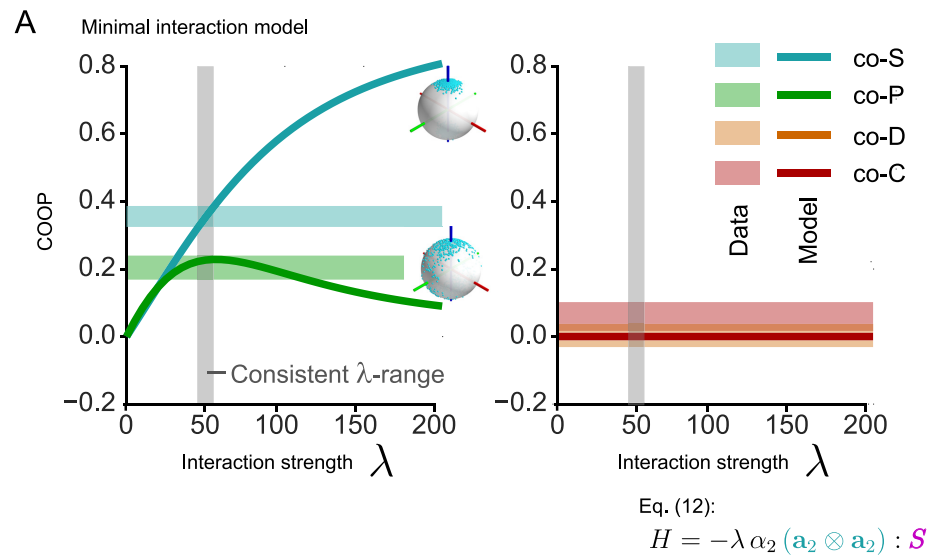 A
Minimal interaction model
0.8
0.6
0.4
0.2
0.0
−0.2
COOP
Consistent λ-range
0 50 100 150 200
Interaction strength λ
0.8
0.6
0.4
0.2
0.0
−0.2
0 50 100 150 200
Interaction strength λ
co-S
co-P
co-D
co-C
Data
Model
Eq. (12):
H = −λ α₂ (a₂ ⊗ a₂) : S